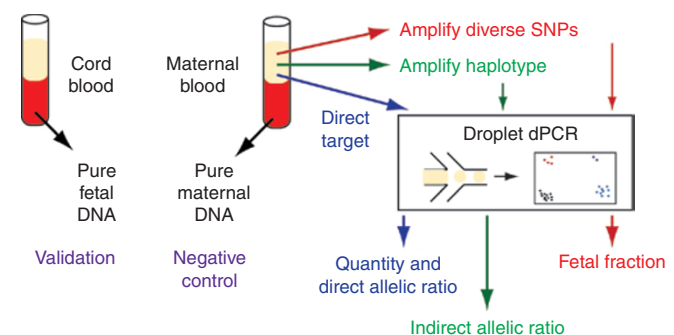 Cord
blood
Maternal
blood
Amplify diverse SNPs
Amplify haplotype
Direct
target
Droplet dPCR
Pure
fetal
DNA
Pure
maternal
DNA
Validation
Negative
control
Quantity and
direct allelic ratio
Fetal fraction
Indirect allelic ratio